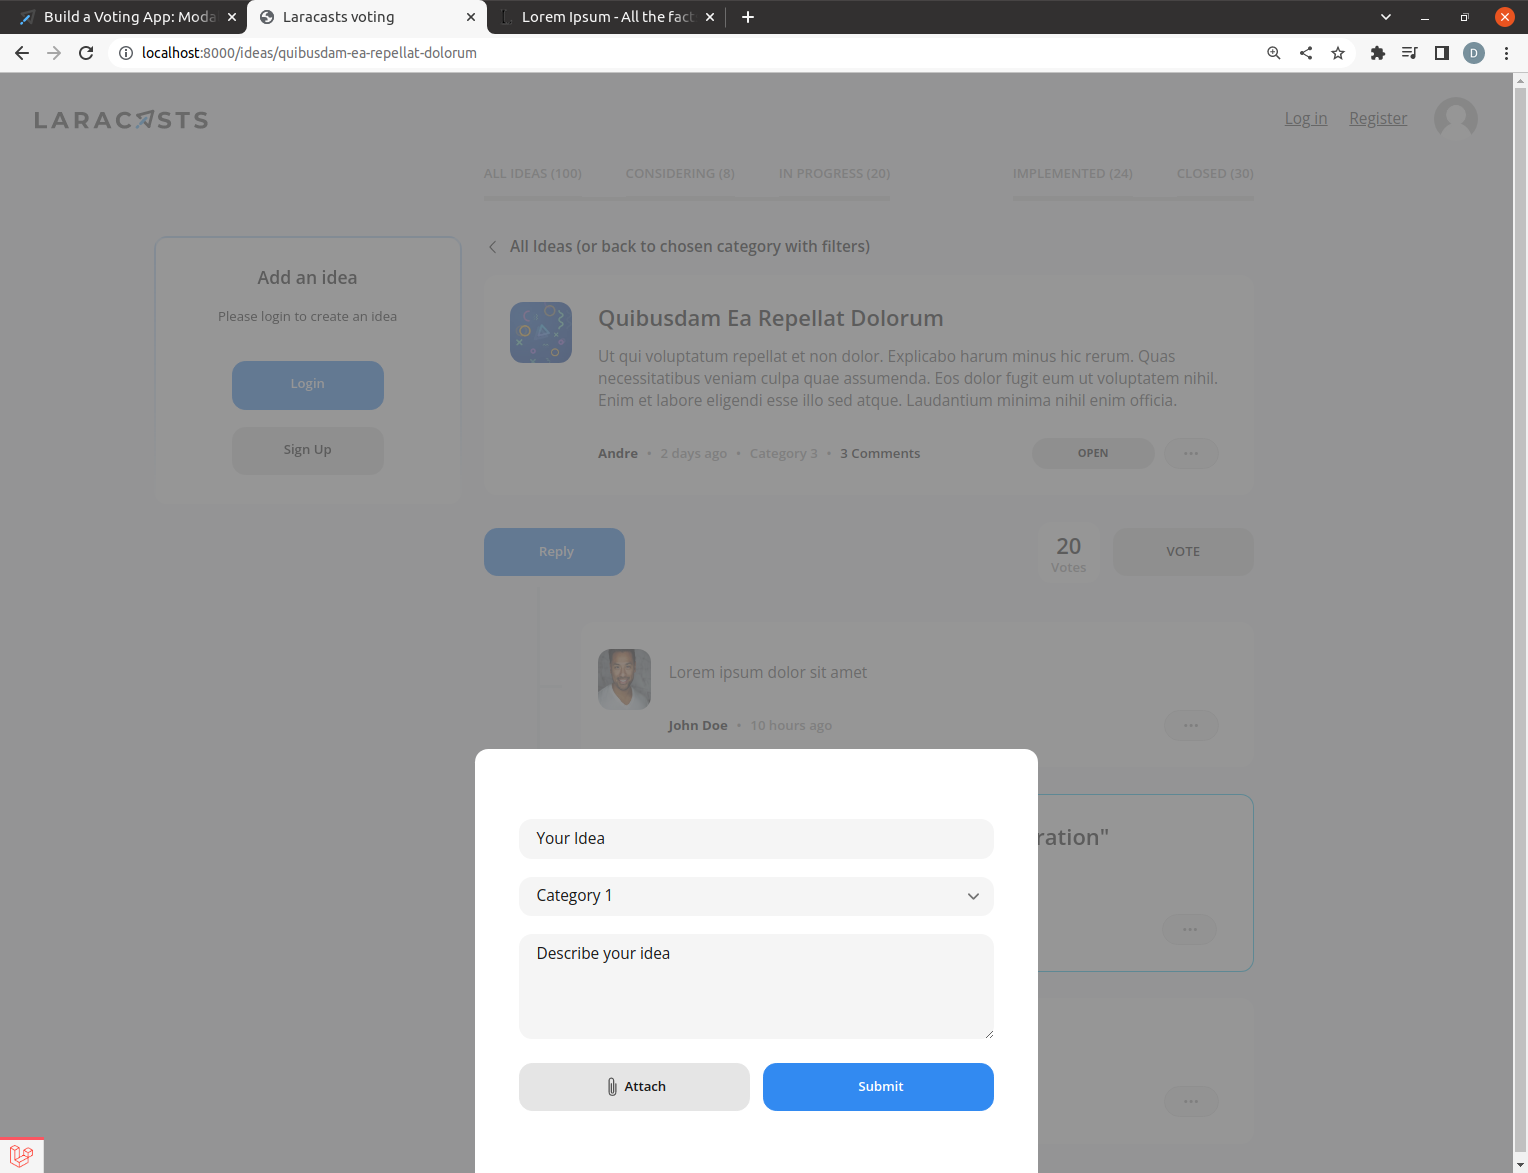 Build a Voting App: Moda
Laracasts voting
Lorem Ipsum - All the fact
localhost:8000/ideas/quibusdam-ea-repellat-dolorum
D
LARACASTS
Log in
Register
ALL IDEAS (100)
CONSIDERING (8)
IN PROGRESS (20)
IMPLEMENTED (24)
CLOSED (30)
All Ideas (or back to chosen category with filters)
Add an idea
Please login to create an idea
Login
Sign Up
Quibusdam Ea Repellat Dolorum
Ut qui voluptatum repellat et non dolor. Explicabo harum minus hic rerum. Quas
necessitatibus veniam culpa quae assumenda. Eos dolor fugit eum ut voluptatem nihil.
Enim et labore eligendi esse illo sed atque. Laudantium minima nihil enim officia.
Andre • 2 days ago • Category 3 • 3 Comments
OPEN
Reply
20
Votes
VOTE
Lorem ipsum dolor sit amet
John Doe • 10 hours ago
ration"
Your Idea
Category 1
Describe your idea
Attach
Submit